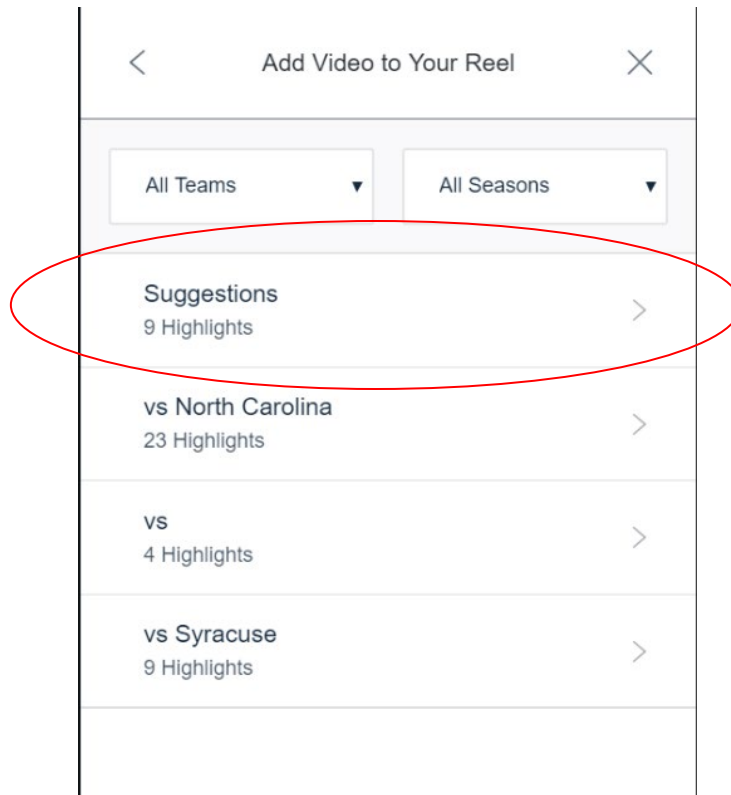 Add Video to Your Reel
All Teams
All Seasons
Suggestions
9 Highlights
vs North Carolina
23 Highlights
vs
4 Highlights
vs Syracuse
9 Highlights